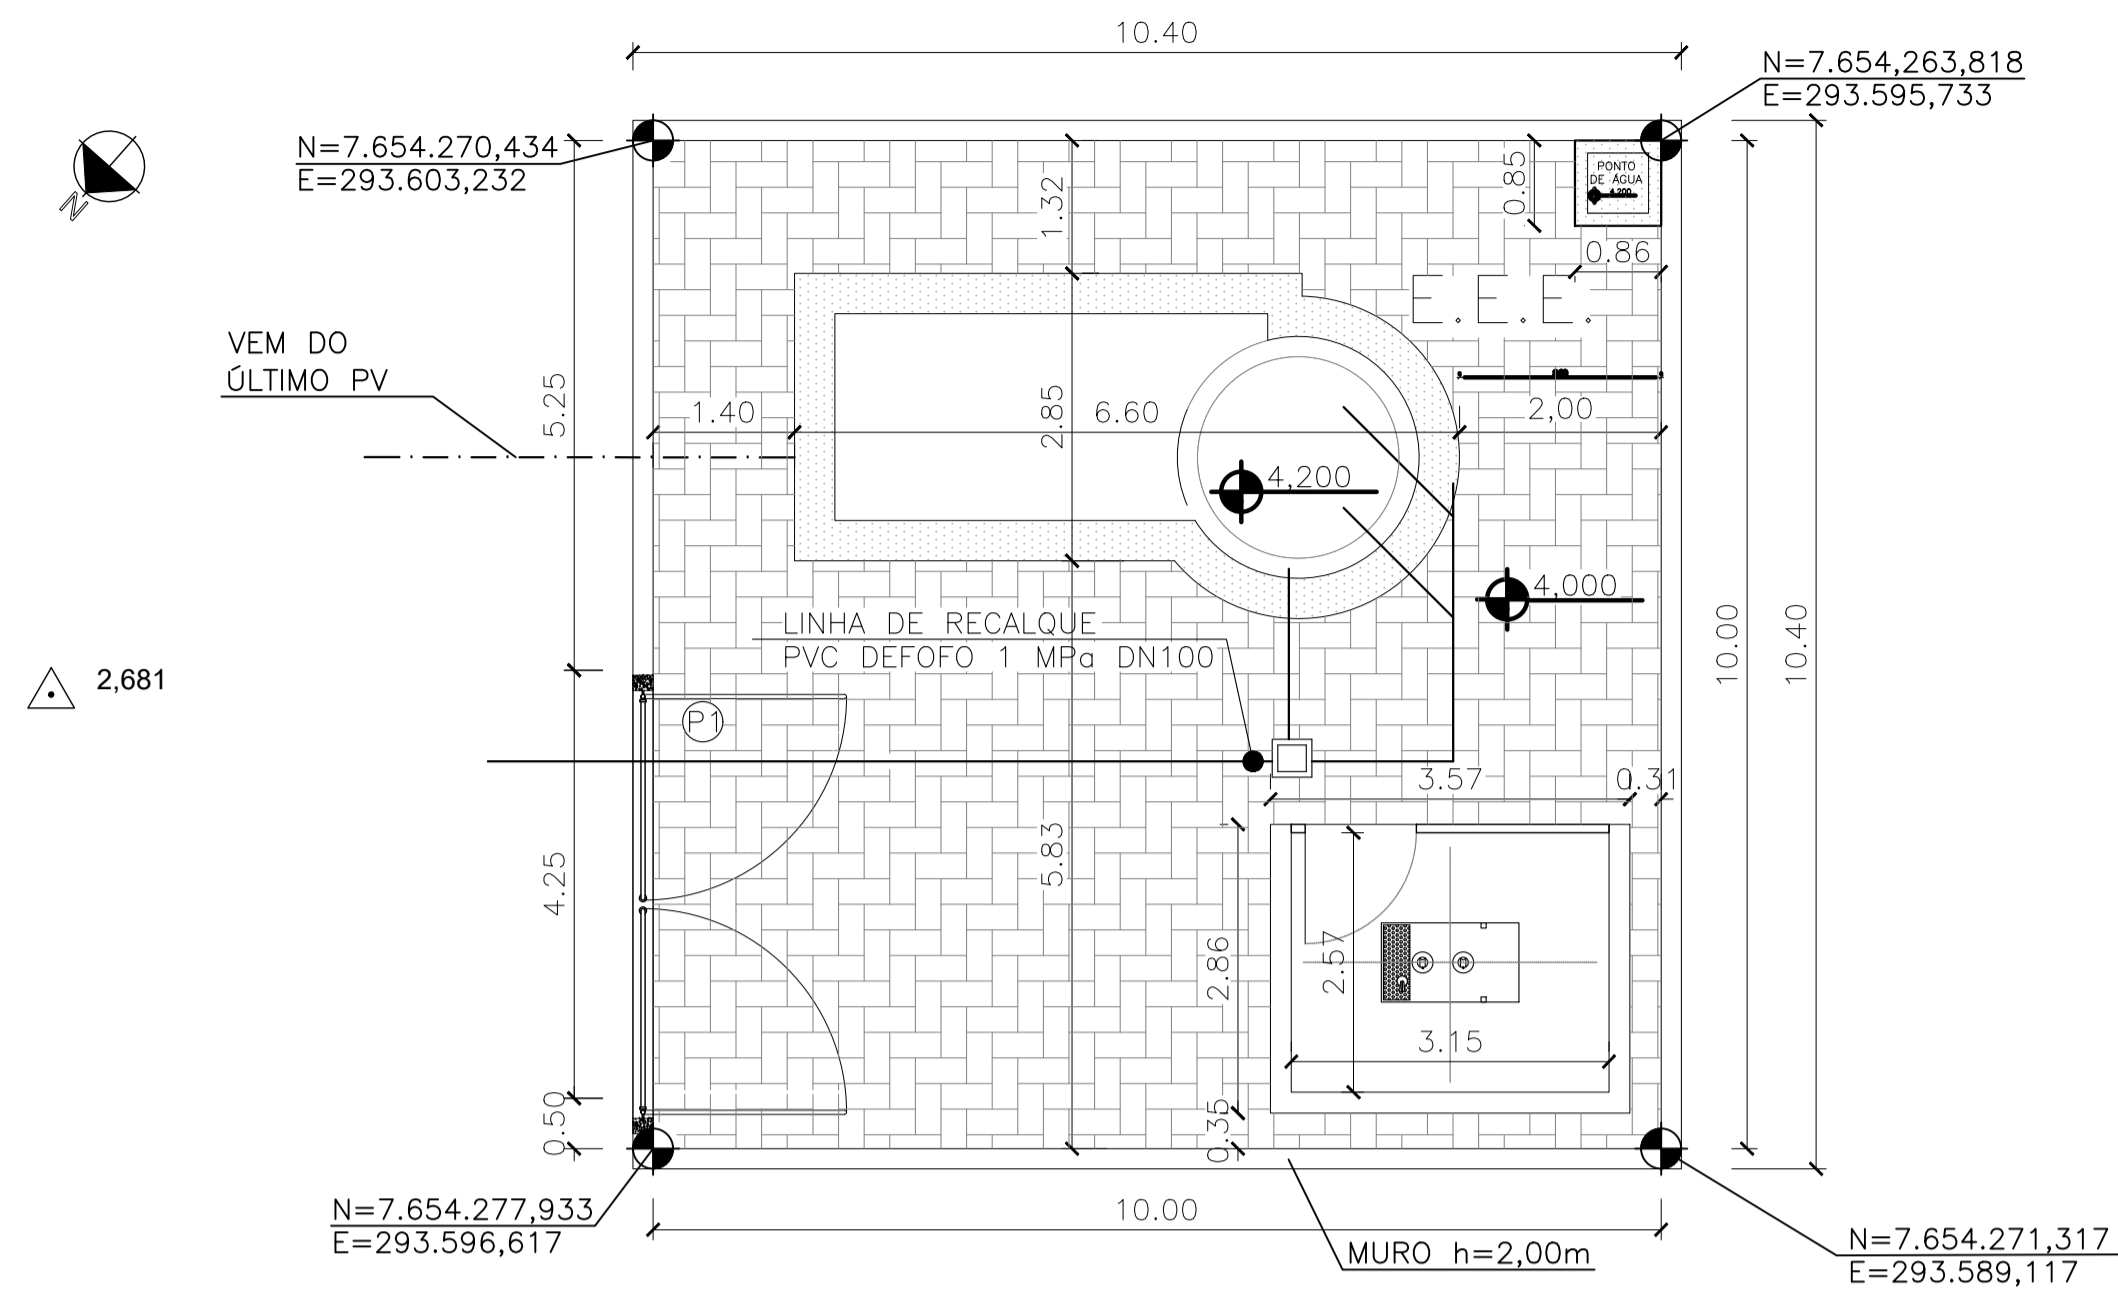 10.40
N=7.654,263,818
E=293.595,733
N=7.654.270,434
E=293.603,232
N
PONTO
DE ÁGUA
4,200
0.85
0.86
1.32
VEM DO
ÚLTIMO PV
5.25
1.40
2.85
6.60
2,00
4,200
4,000
LINHA DE RECALQUE
PVC DEFOFO 1 MPa DN100
10.00
10.40
2,681
P1
3.57
0.31
4.25
5.83
2.86
2.57
3.15
0.50
0.35
N=7.654.277,933
E=293.596,617
10.00
MURO h=2,00m
N=7.654.271,317
E=293.589,117